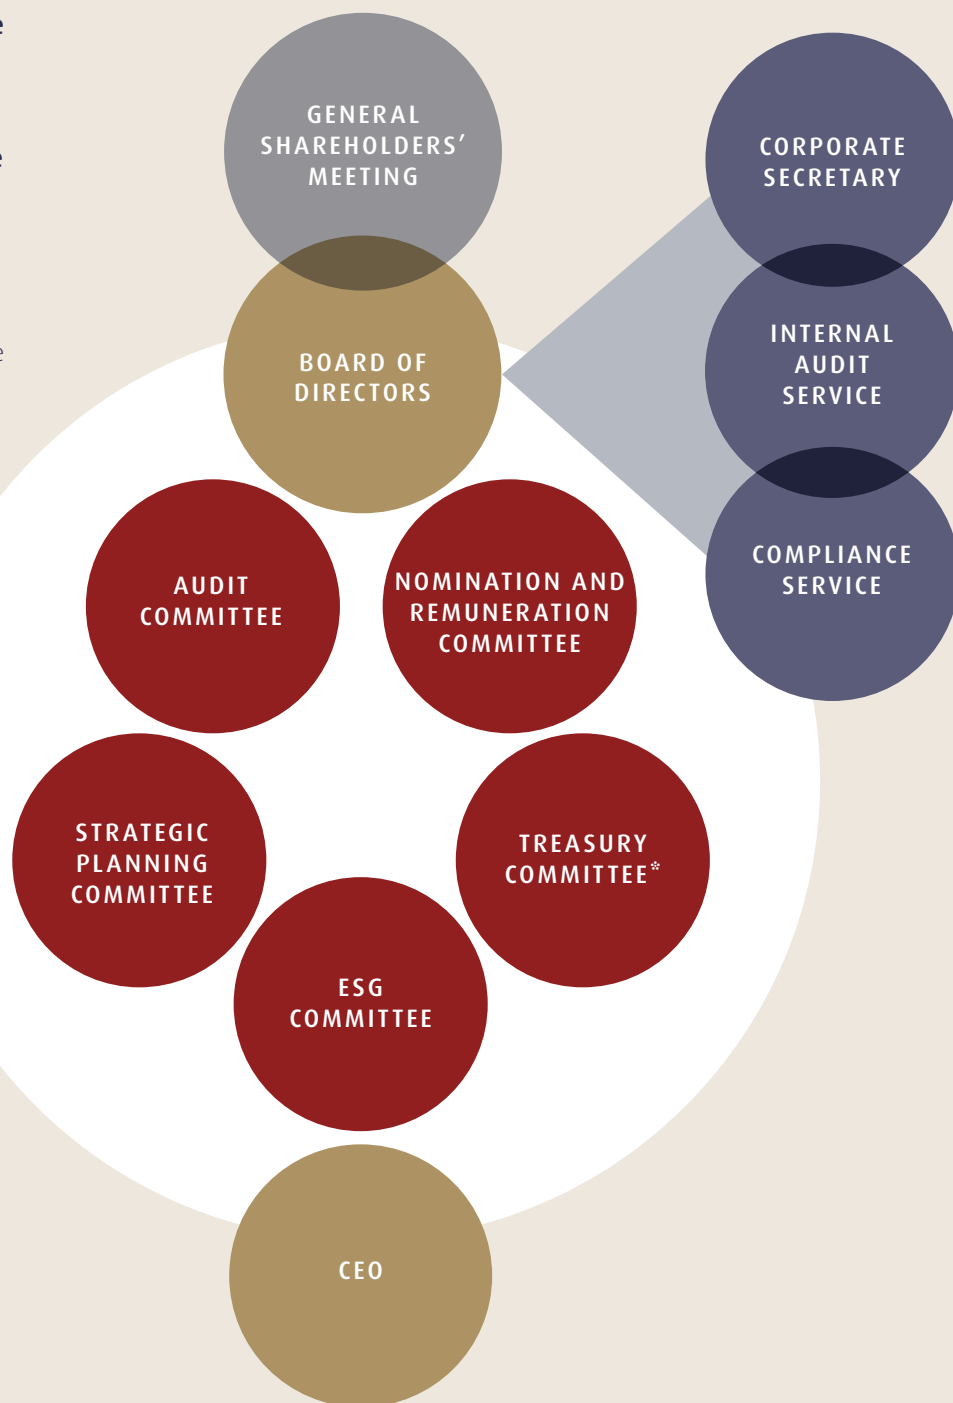 GENERAL
SHAREHOLDERS’
MEETING
CORPORATE
SECRETARY
BOARD OF
DIRECTORS
INTERNAL
AUDIT
SERVICE
AUDIT
COMMITTEE
NOMINATION AND
REMUNERATION
COMMITTEE
COMPLIANCE
SERVICE
STRATEGIC
PLANNING
COMMITTEE
TREASURY
COMMITTEE*
ESG
COMMITTEE
CEO